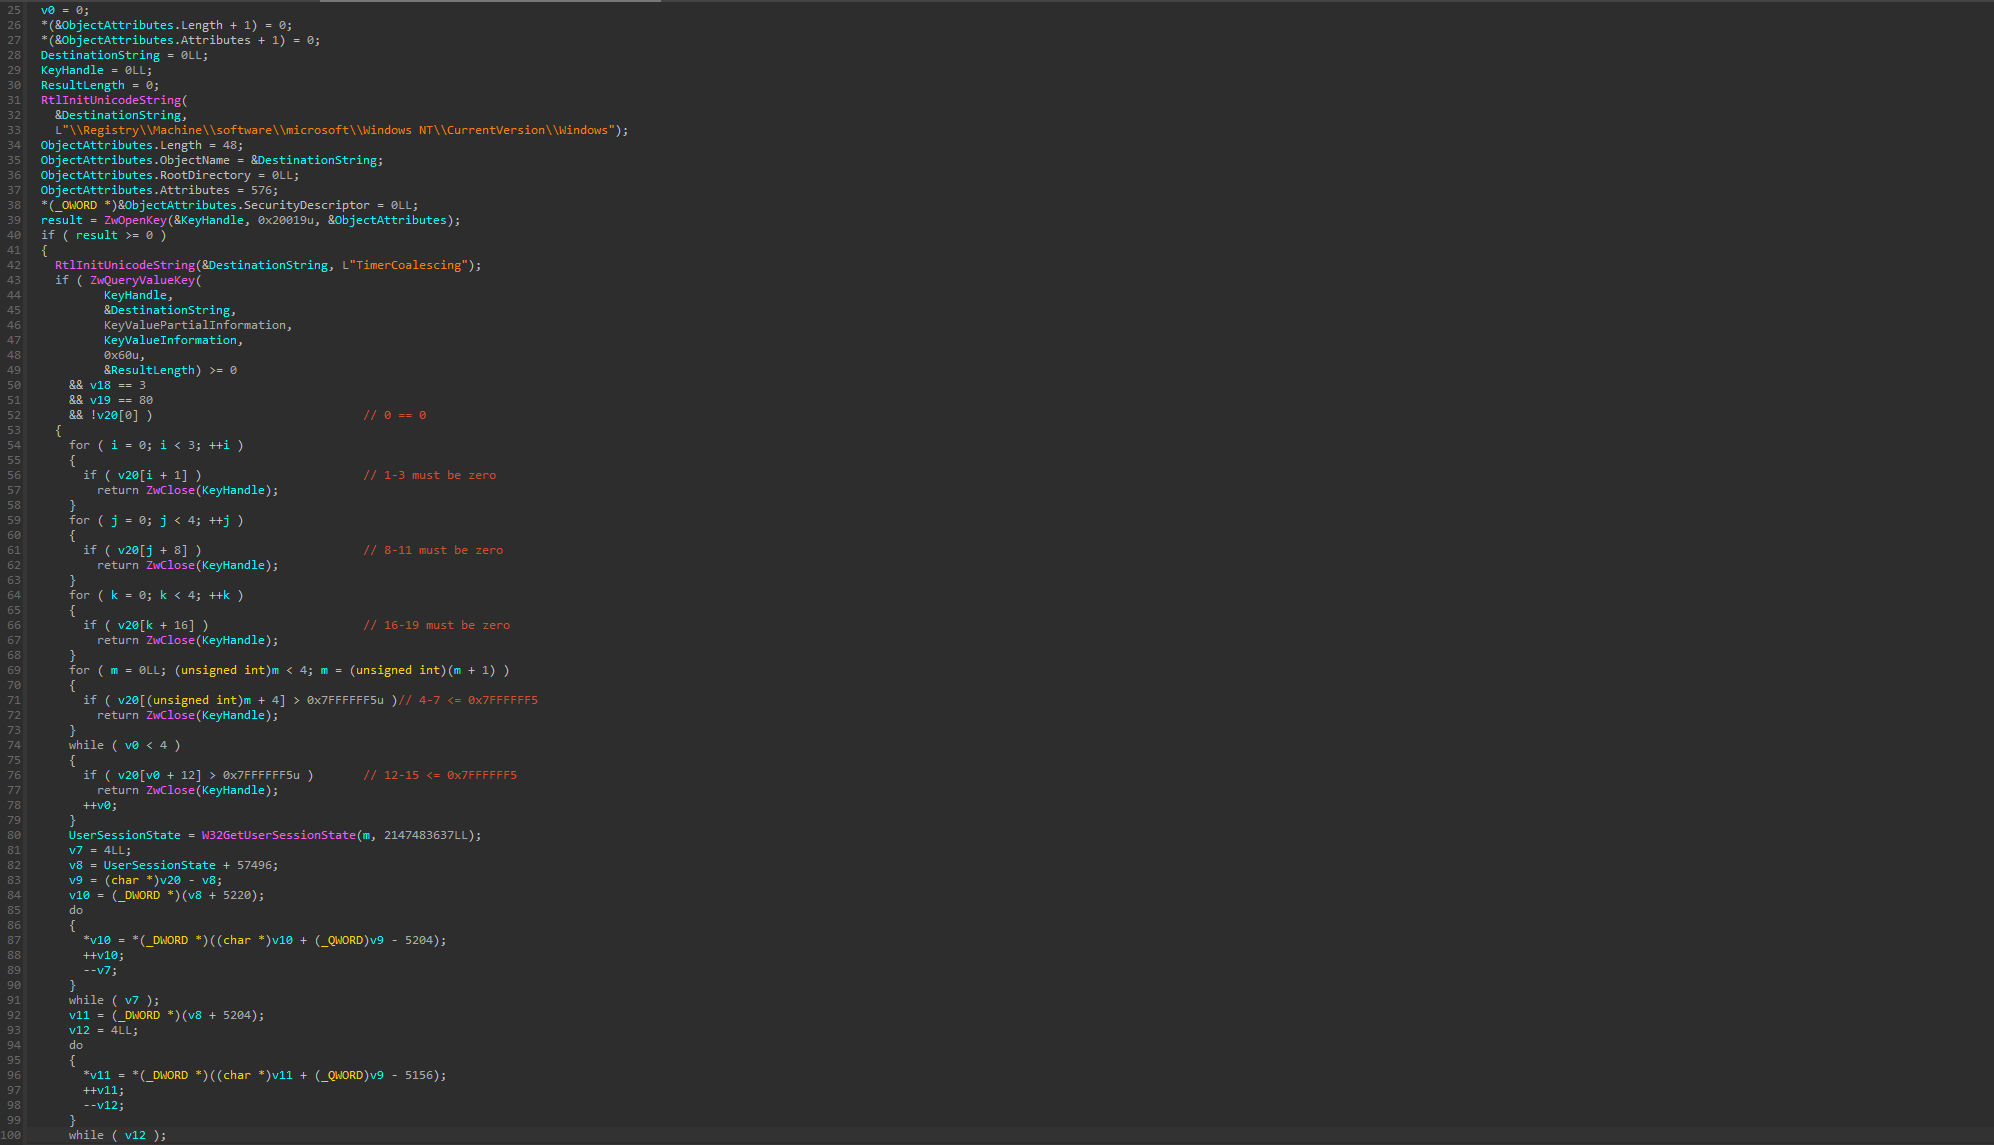 25 v0 = 0;
26 *(&ObjectAttributes.Length + 1) = 0;
27 *(&ObjectAttributes.Attributes + 1) = 0;
28 DestinationString = 0LL;
29 KeyHandle = 0LL;
30 ResultLength = 0;
31 RtlInitUnicodeString(
32 &DestinationString,
33 L"\\Registry\\Machine\\software\\microsoft\\Windows NT\\CurrentVersion\\Windows");
34 ObjectAttributes.Length = 48;
35 ObjectAttributes.ObjectName = &DestinationString;
36 ObjectAttributes.RootDirectory = 0LL;
37 ObjectAttributes.Attributes = 576;
38 *(_OWORD *)&ObjectAttributes.SecurityDescriptor = 0LL;
39 result = ZwOpenKey(&KeyHandle, 0x20019u, &ObjectAttributes);
40 if ( result >= 0 )
41 {
42 RtlInitUnicodeString(&DestinationString, L"TimerCoalescing");
43 if ( ZwQueryValueKey(
44 KeyHandle,
45 &DestinationString,
46 KeyValuePartialInformation,
47 KeyValueInformation,
48 0x60u,
49 &ResultLength) >= 0
50 && v18 == 3
51 && v19 == 80
52 && !v20[0] ) // 0 == 0
53 {
54 for ( i = 0; i < 3; ++i )
55 {
56 if ( v20[i + 1] ) // 1-3 must be zero
57 return ZwClose(KeyHandle);
58 }
59 for ( j = 0; j < 4; ++j )
60 {
61 if ( v20[j + 8] ) // 8-11 must be zero
62 return ZwClose(KeyHandle);
63 }
64 for ( k = 0; k < 4; ++k )
65 {
66 if ( v20[k + 16] ) // 16-19 must be zero
67 return ZwClose(KeyHandle);
68 }
69 for ( m = 0LL; (unsigned int)m < 4; m = (unsigned int)(m + 1) )
70 {
71 if ( v20[(unsigned int)m + 4] > 0x7FFFFFF5u )// 4-7 <= 0x7FFFFFF5
72 return ZwClose(KeyHandle);
73 }
74 while ( v0 < 4 )
75 {
76 if ( v20[v0 + 12] > 0x7FFFFFF5u ) // 12-15 <= 0x7FFFFFF5
77 return ZwClose(KeyHandle);
78 ++v0;
79 }
80 UserSessionState = W32GetUserSessionState(m, 2147483637LL);
81 v7 = 4LL;
82 v8 = UserSessionState + 57496;
83 v9 = (char *)v20 - v8;
84 v10 = (_DWORD *)(v8 + 5220);
85 do
86 {
87 *v10 = *(_DWORD *)((char *)v10 + (_QWORD)v9 - 5204);
88 ++v10;
89 --v7;
90 }
91 while ( v7 );
92 v11 = (_DWORD *)(v8 + 5204);
93 v12 = 4LL;
94 do
95 {
96 *v11 = *(_DWORD *)((char *)v11 + (_QWORD)v9 - 5156);
97 ++v11;
98 --v12;
99 }
100 while ( v12 );